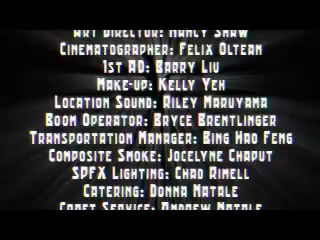 Art Director: Nancy Shaw
Cinematographer: Felix Oltean
1st AD: Barry Liu
Make-up: Kelly Yeh
Location Sound: Riley Maruyama
Boom Operator: Bryce Brentlinger
Transportation Manager: Bing Hao Feng
Composite Smoke: Jocelyne Chaput
SPFX Lighting: Chad Rimell
Catering: Donna Natale
Craft Service: Andrew Natale